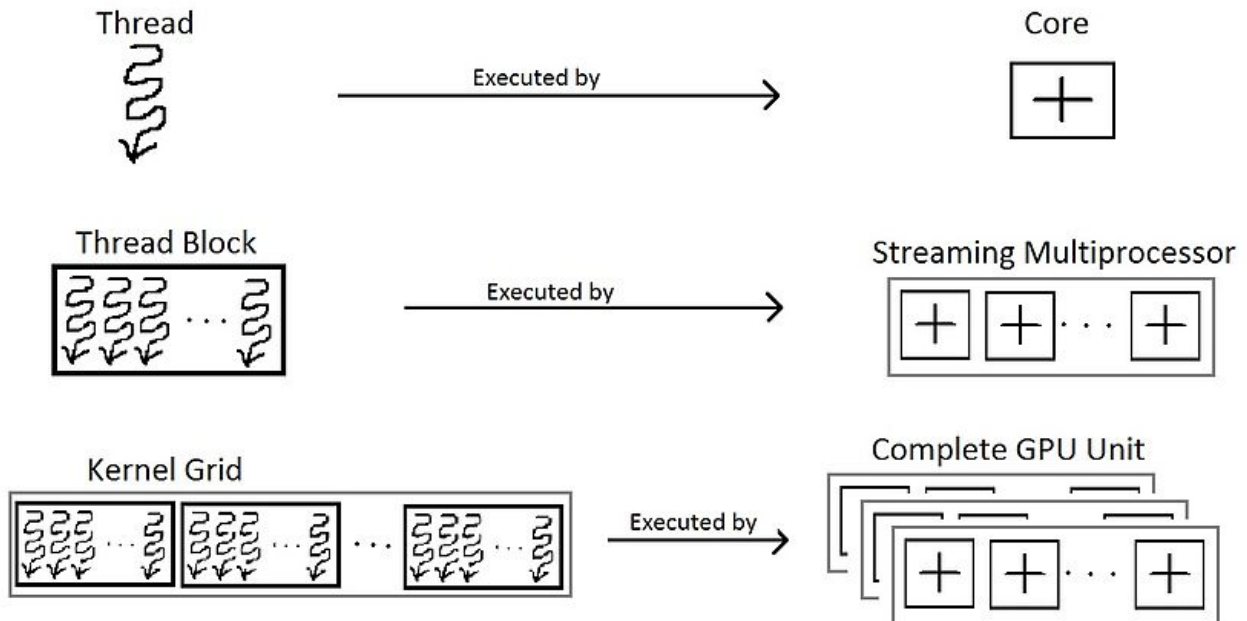 Thread
Core
Executed by
Thread Block
Streaming Multiprocessor
Executed by
Kernel Grid
Complete GPU Unit
Executed by